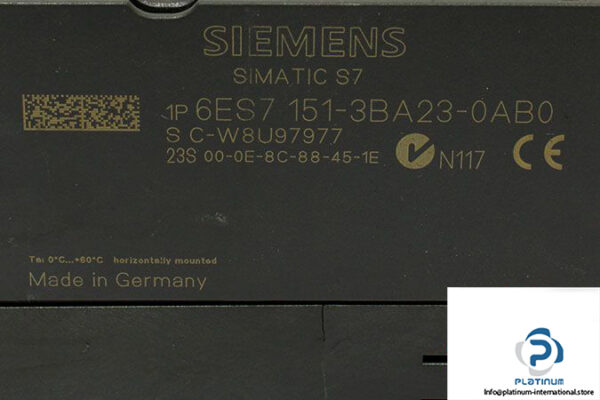 SIEMENS
SIMATIC S7
1P 6ES7 151-3BA23-0AB0
S C-W8U97977
23S 00-0E-8C-88-45-1E
N117 CE
Ta: 0°C...+60°C horizontally mounted
Made in Germany
PLATINUM
Info@platinum-international.store